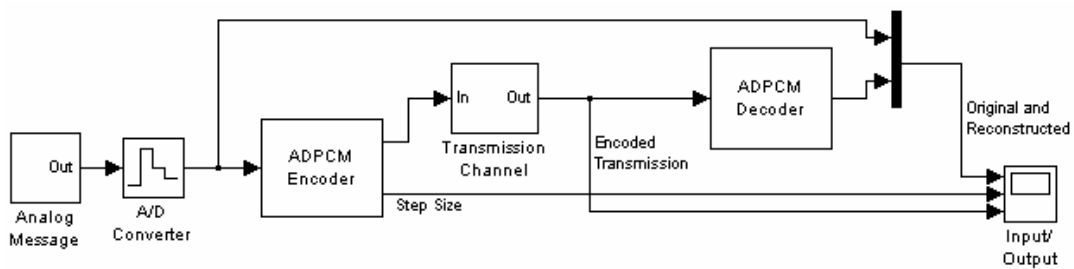 Out
Analog
Message
A/D
Converter
ADPCM
Encoder
In
Out
Transmission
Channel
Step Size
Encoded
Transmission
ADPCM
Decoder
Original and
Reconstructed
Input/
Output